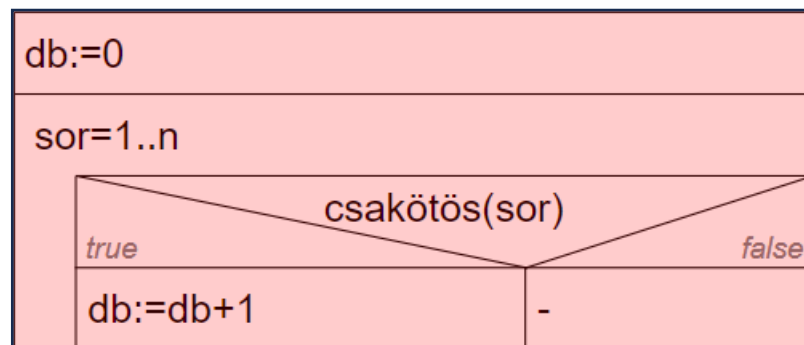 db:=0
sor=1..n
csakötös(sor)
true
false
db:=db+1
-